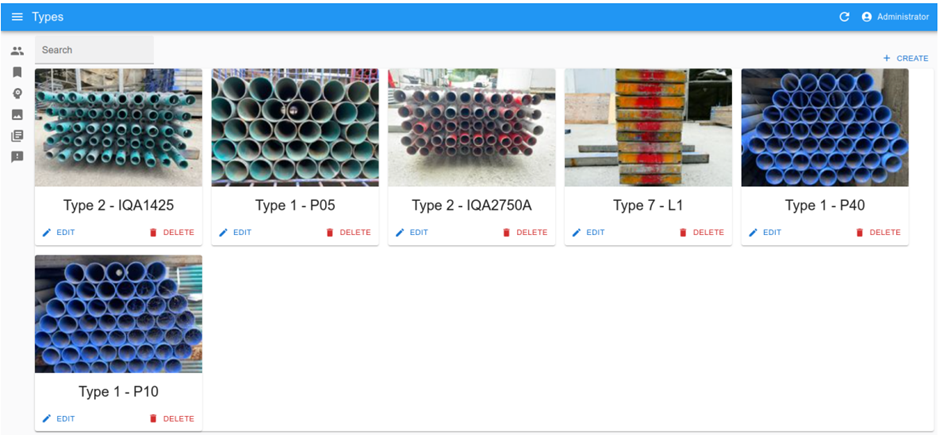 Types
Administrator
Search
+ CREATE
Type 2 - IQA1425
EDIT DELETE
Type 1 - P05
EDIT DELETE
Type 2 - IQA2750A
EDIT DELETE
Type 7 - L1
EDIT DELETE
Type 1 - P40
EDIT DELETE
Type 1 - P10
EDIT DELETE